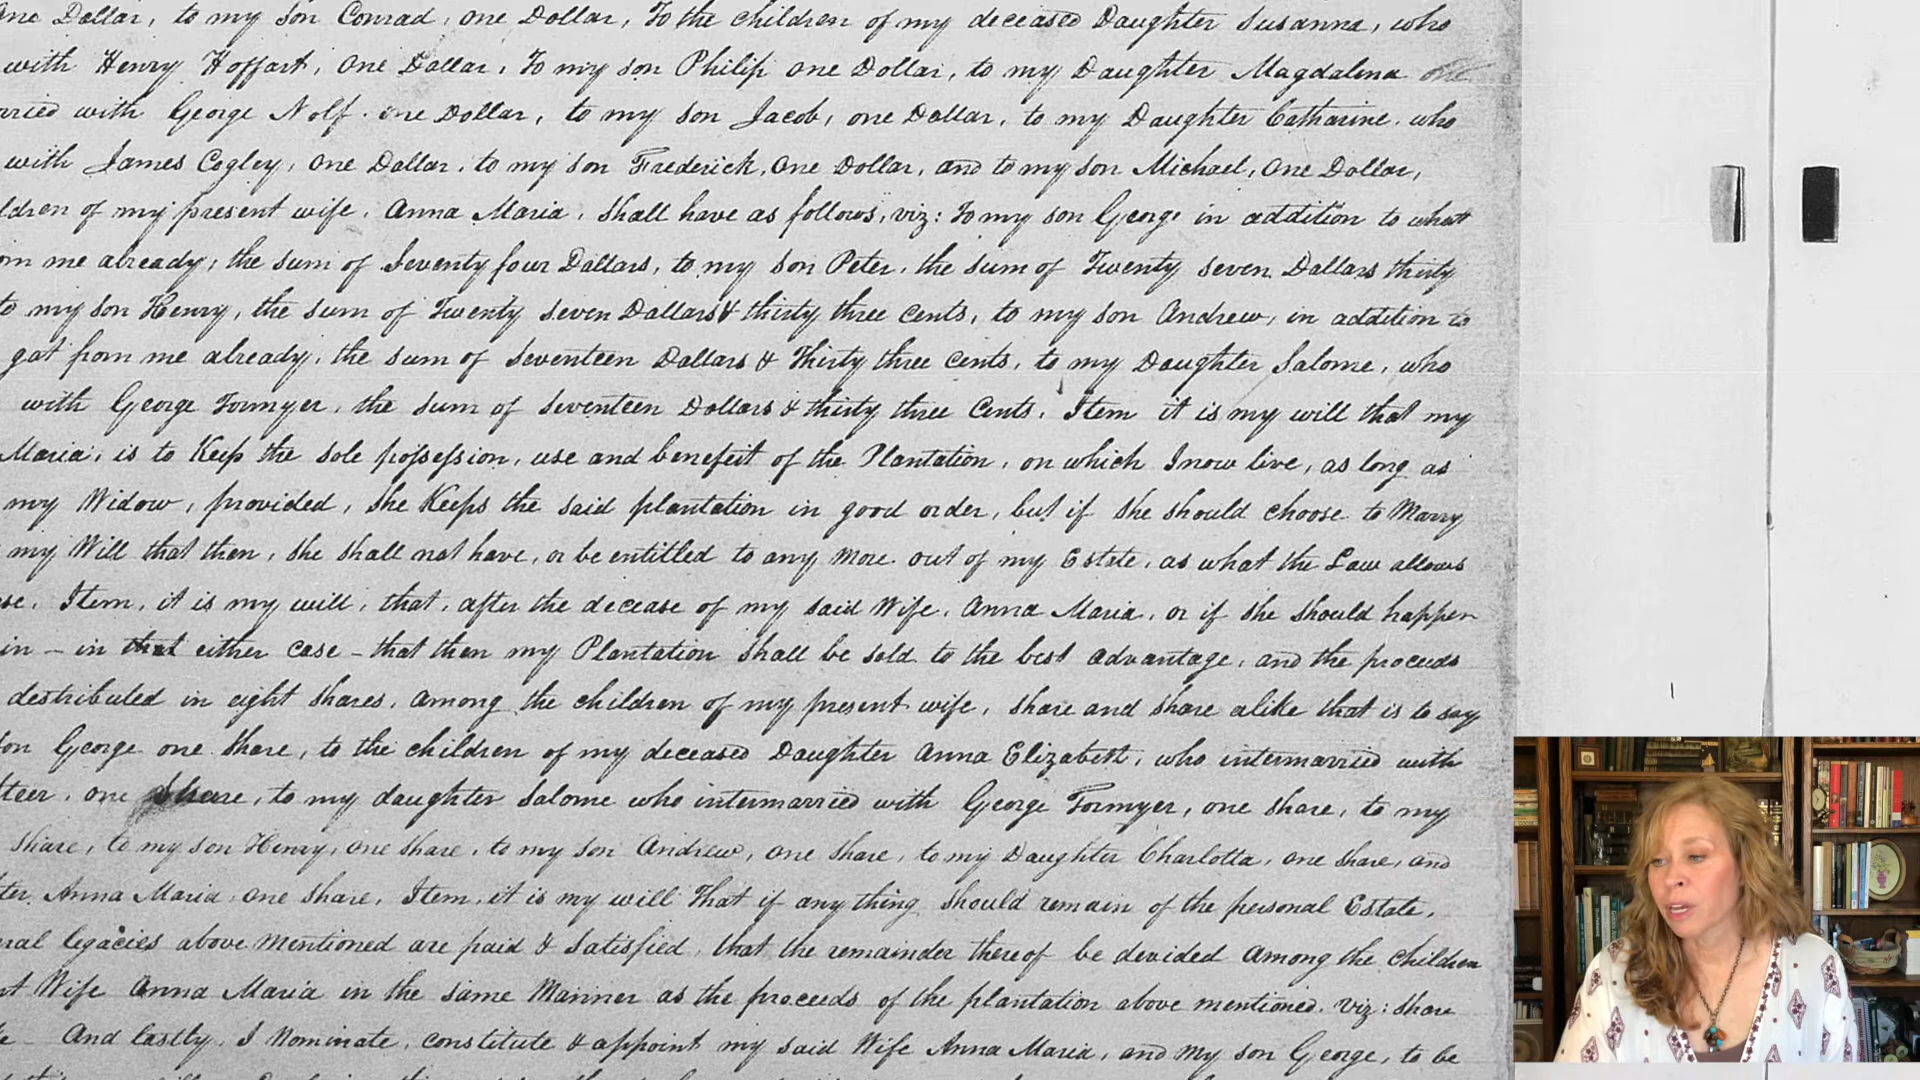 One Dollar, to my son Conrad, one Dollar, To the children of my deceased Daughter Susanna, who
with Henry Hoffart, One Dollar, To my son Philip one Dollar, to my Daughter Magdalena one
arried with George Nolf. one Dollar, to my son Jacob, one Dollar, to my Daughter Catharine, who
with James Cogley, One Dollar, to my son Frederick, One Dollar, and to my son Michael, One Dollar,
ldren of my present wife, Anna Maria, Shall have as follows, viz: To my son George in addition to what
om me already, the sum of Seventy four Dollars, to my son Peter, the sum of Twenty seven Dollars thirty
to my son Henry, the sum of Twenty seven Dollars & thirty three cents, to my son Andrew, in addition to
gat from me already, the sum of Seventeen Dollars & Thirty three Cents, to my Daughter Salome, who
with George Formyer, the sum of Seventeen Dollars & thirty three Cents. Item it is my will that my
Maria, is to Keep the sole possession, use and benefeit of the Plantation, on which I now live, as long as
my Widow, provided, She Keeps the said plantation in good order, but if She should choose to Marry
my Will that then, She Shall not have, or be entitled to any more out of my Estate, as what the Law allows
se. Item, it is my will, that, after the decease of my said Wife, Anna Maria, or if She Should happen
in - in that either case - that then my Plantation Shall be sold to the best advantage, and the proceeds
destributed in eight shares, among the children of my present wife, Share and Share alike that is to say
Son George one Share, to the children of my deceased Daughter Anna Elizabeth, who intermarried with
teer, one Share, to my daughter Salome who intermarried with George Formyer, one share, to my
share, to my son Henry, one share, to my son Andrew, one share, to my Daughter Charlotta, one share, and
ter Anna Maria one share, Item, it is my will That if any thing Should remain of the personal Estate,
ral legacies above mentioned are paid & Satisfied, that the remainder thereof be devided Among the children
nt Wife Anna Maria in the same Manner as the proceeds of the plantation above mentioned. viz: share
And lastly, I Nominate, constitute & appoint my said Wife Anna Maria, and my son George, to be